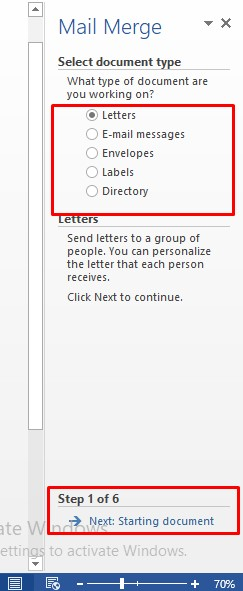 Mail Merge
Select document type
What type of document are
you working on?
Letters
E-mail messages
Envelopes
Labels
Directory
Letters
Send letters to a group of
people. You can personalize
the letter that each person
receives.
Click Next to continue.
Step 1 of 6
ate Windows
Next: Starting document
ettings to activate Windows.
70%